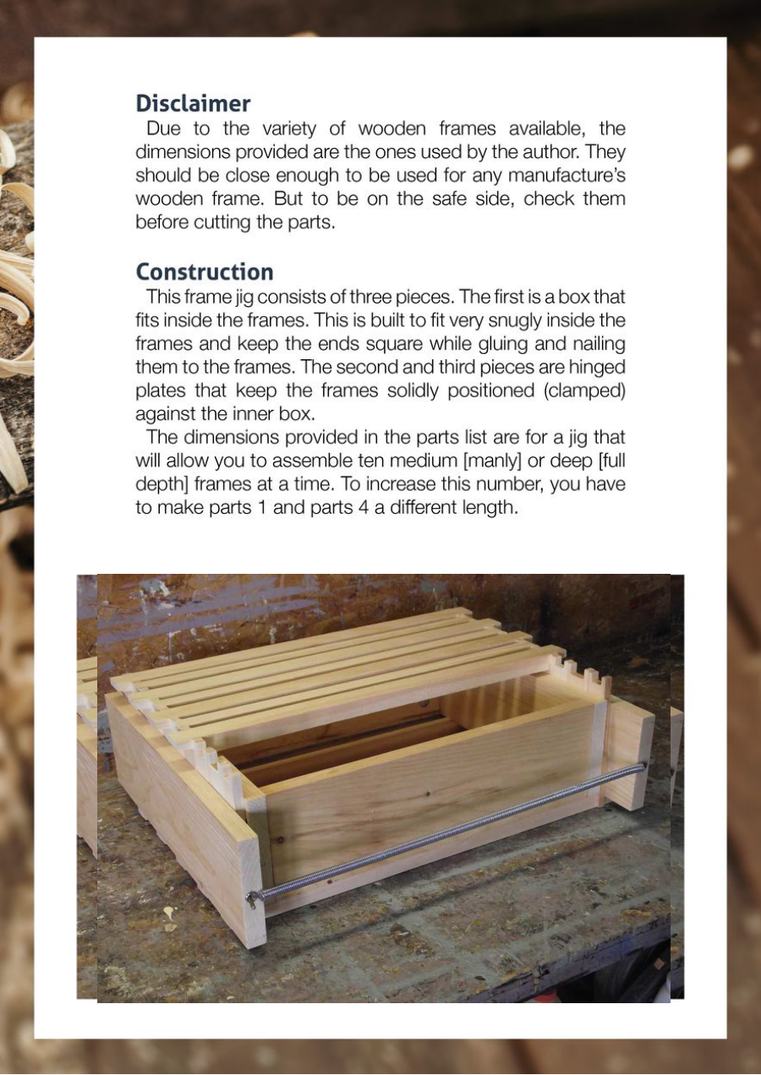 Disclaimer
Due to the variety of wooden frames available, the
dimensions provided are the ones used by the author. They
should be close enough to be used for any manufacture's
wooden frame. But to be on the safe side, check them
before cutting the parts.
Construction
This frame jig consists of three pieces. The first is a box that
fits inside the frames. This is built to fit very snugly inside the
frames and keep the ends square while gluing and nailing
them to the frames. The second and third pieces are hinged
plates that keep the frames solidly positioned (clamped)
against the inner box.
The dimensions provided in the parts list are for a jig that
will allow you to assemble ten medium [manly] or deep [full
depth] frames at a time. To increase this number, you have
to make parts 1 and parts 4 a different length.